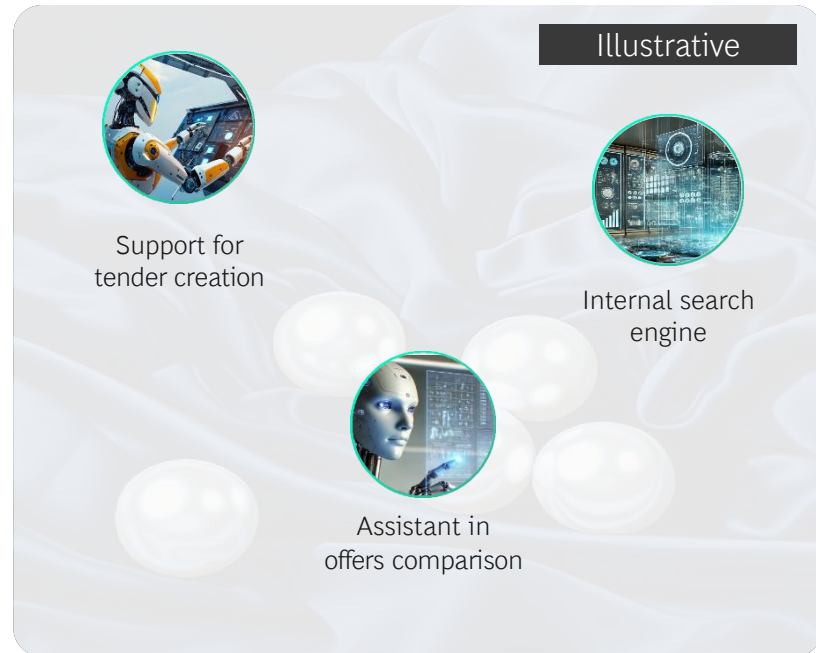 Illustrative
Support for
tender creation
Internal search
engine
Assistant in
offers comparison